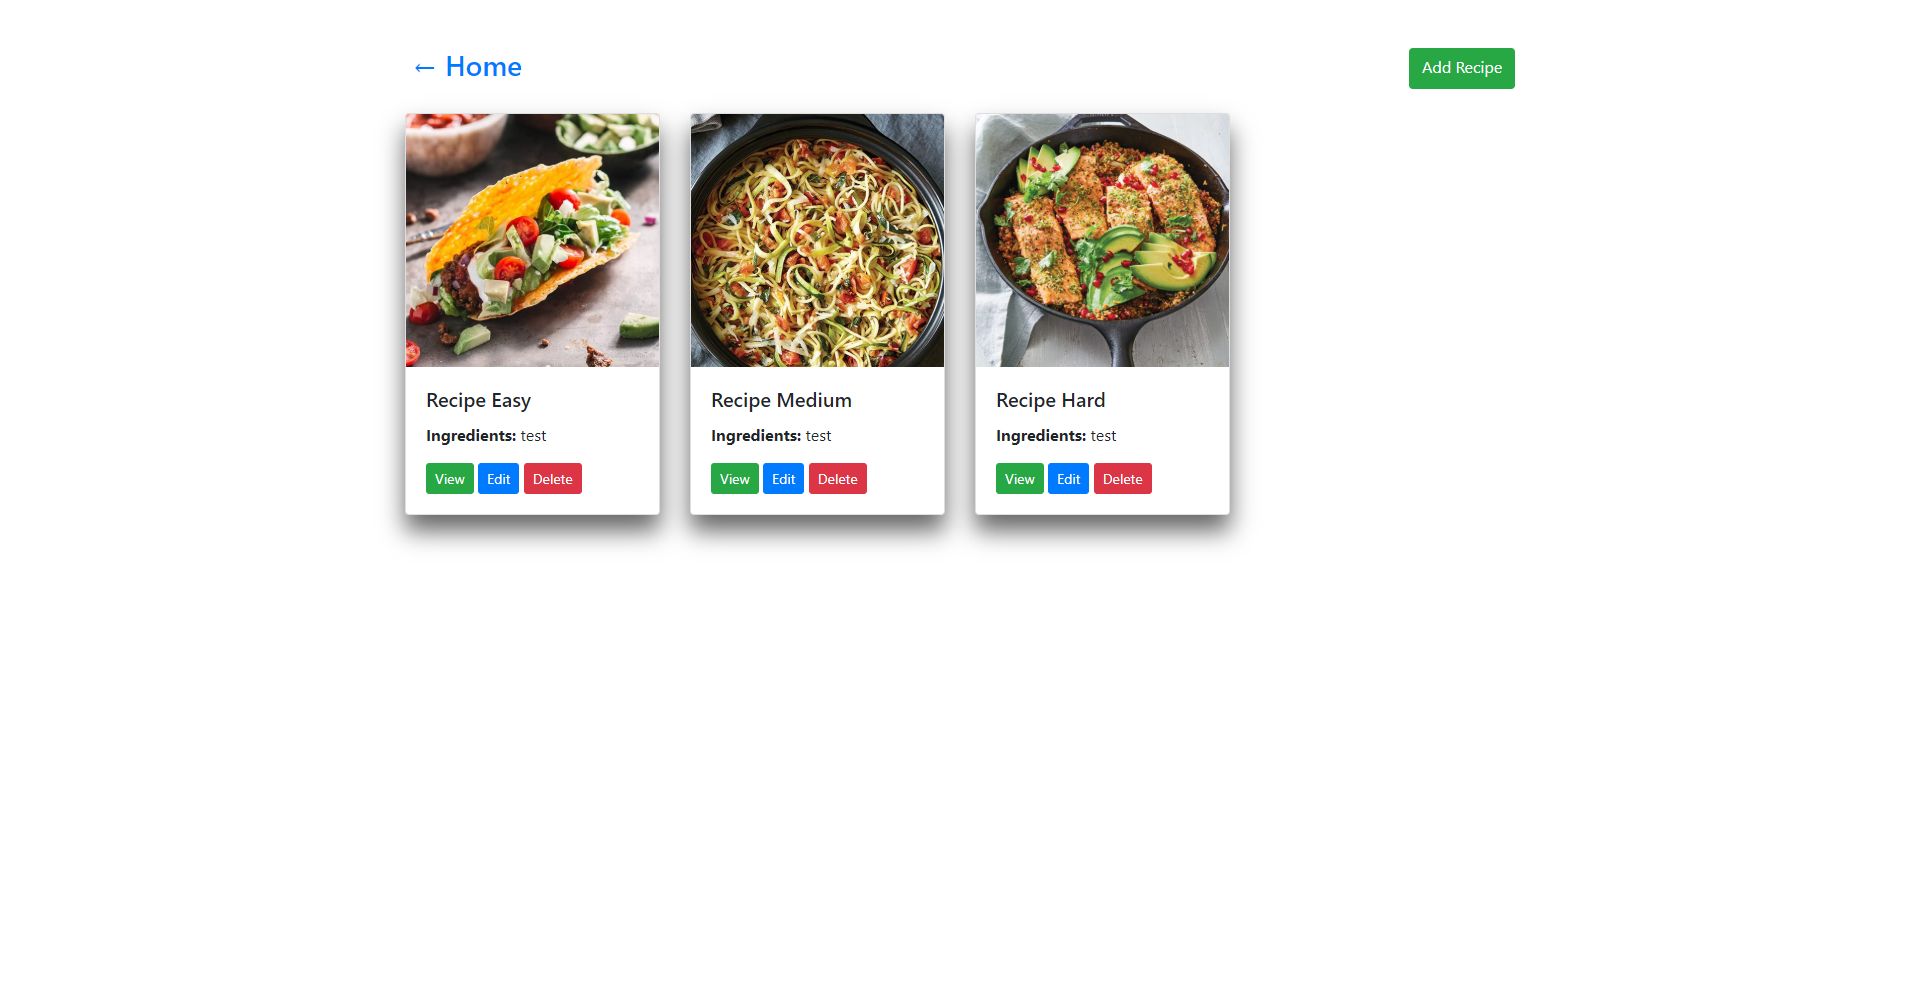 ← Home
Add Recipe
Recipe Easy
Ingredients: test
View Edit Delete
Recipe Medium
Ingredients: test
View Edit Delete
Recipe Hard
Ingredients: test
View Edit Delete